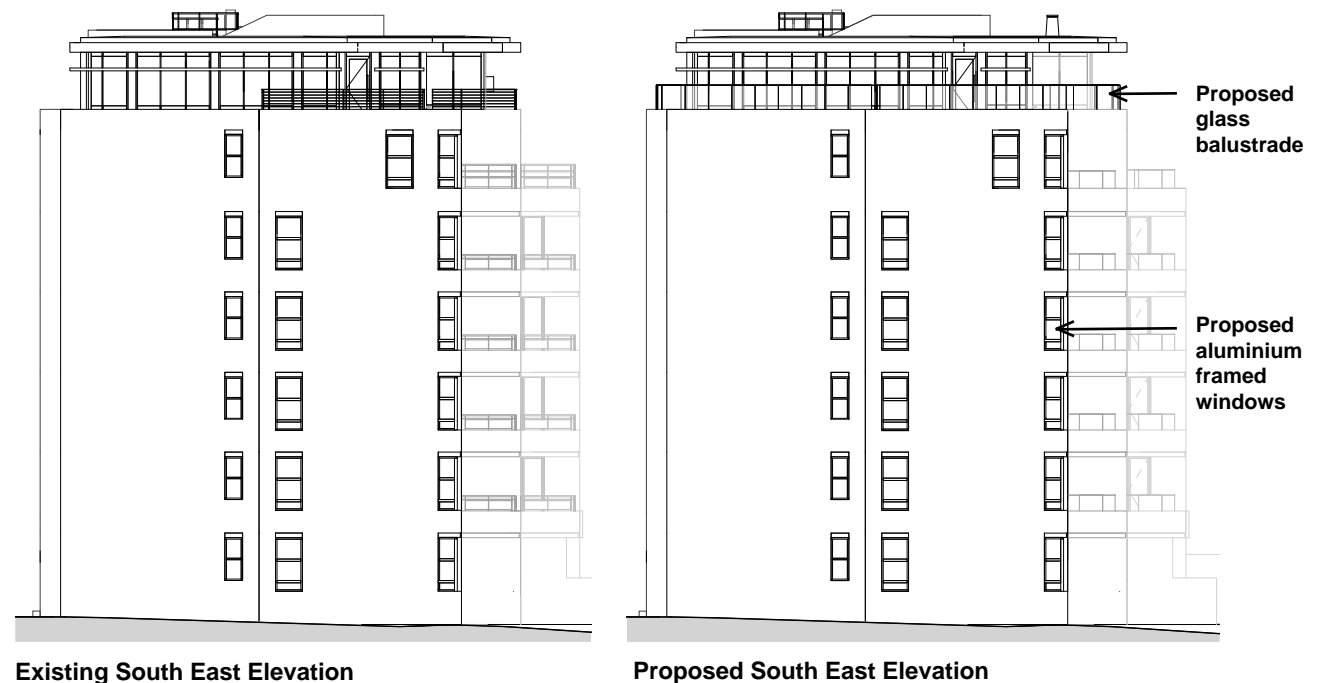 Proposed
glass
balustrade
Proposed
aluminium
framed
windows
Existing South East Elevation
Proposed South East Elevation